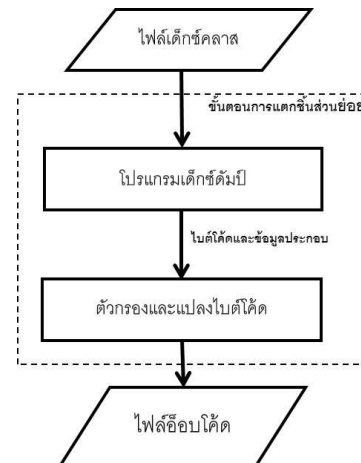 ไฟล์เด็กซ์คลาส
ขั้นตอนการแตกชิ้นส่วนย่อย
โปรแกรมเด็กซ์ดัมป์
ไบต์โค้ดและข้อมูลประกอบ
ตัวกรองและแปลงไบต์โค้ด
ไฟล์อ็อบโค้ด